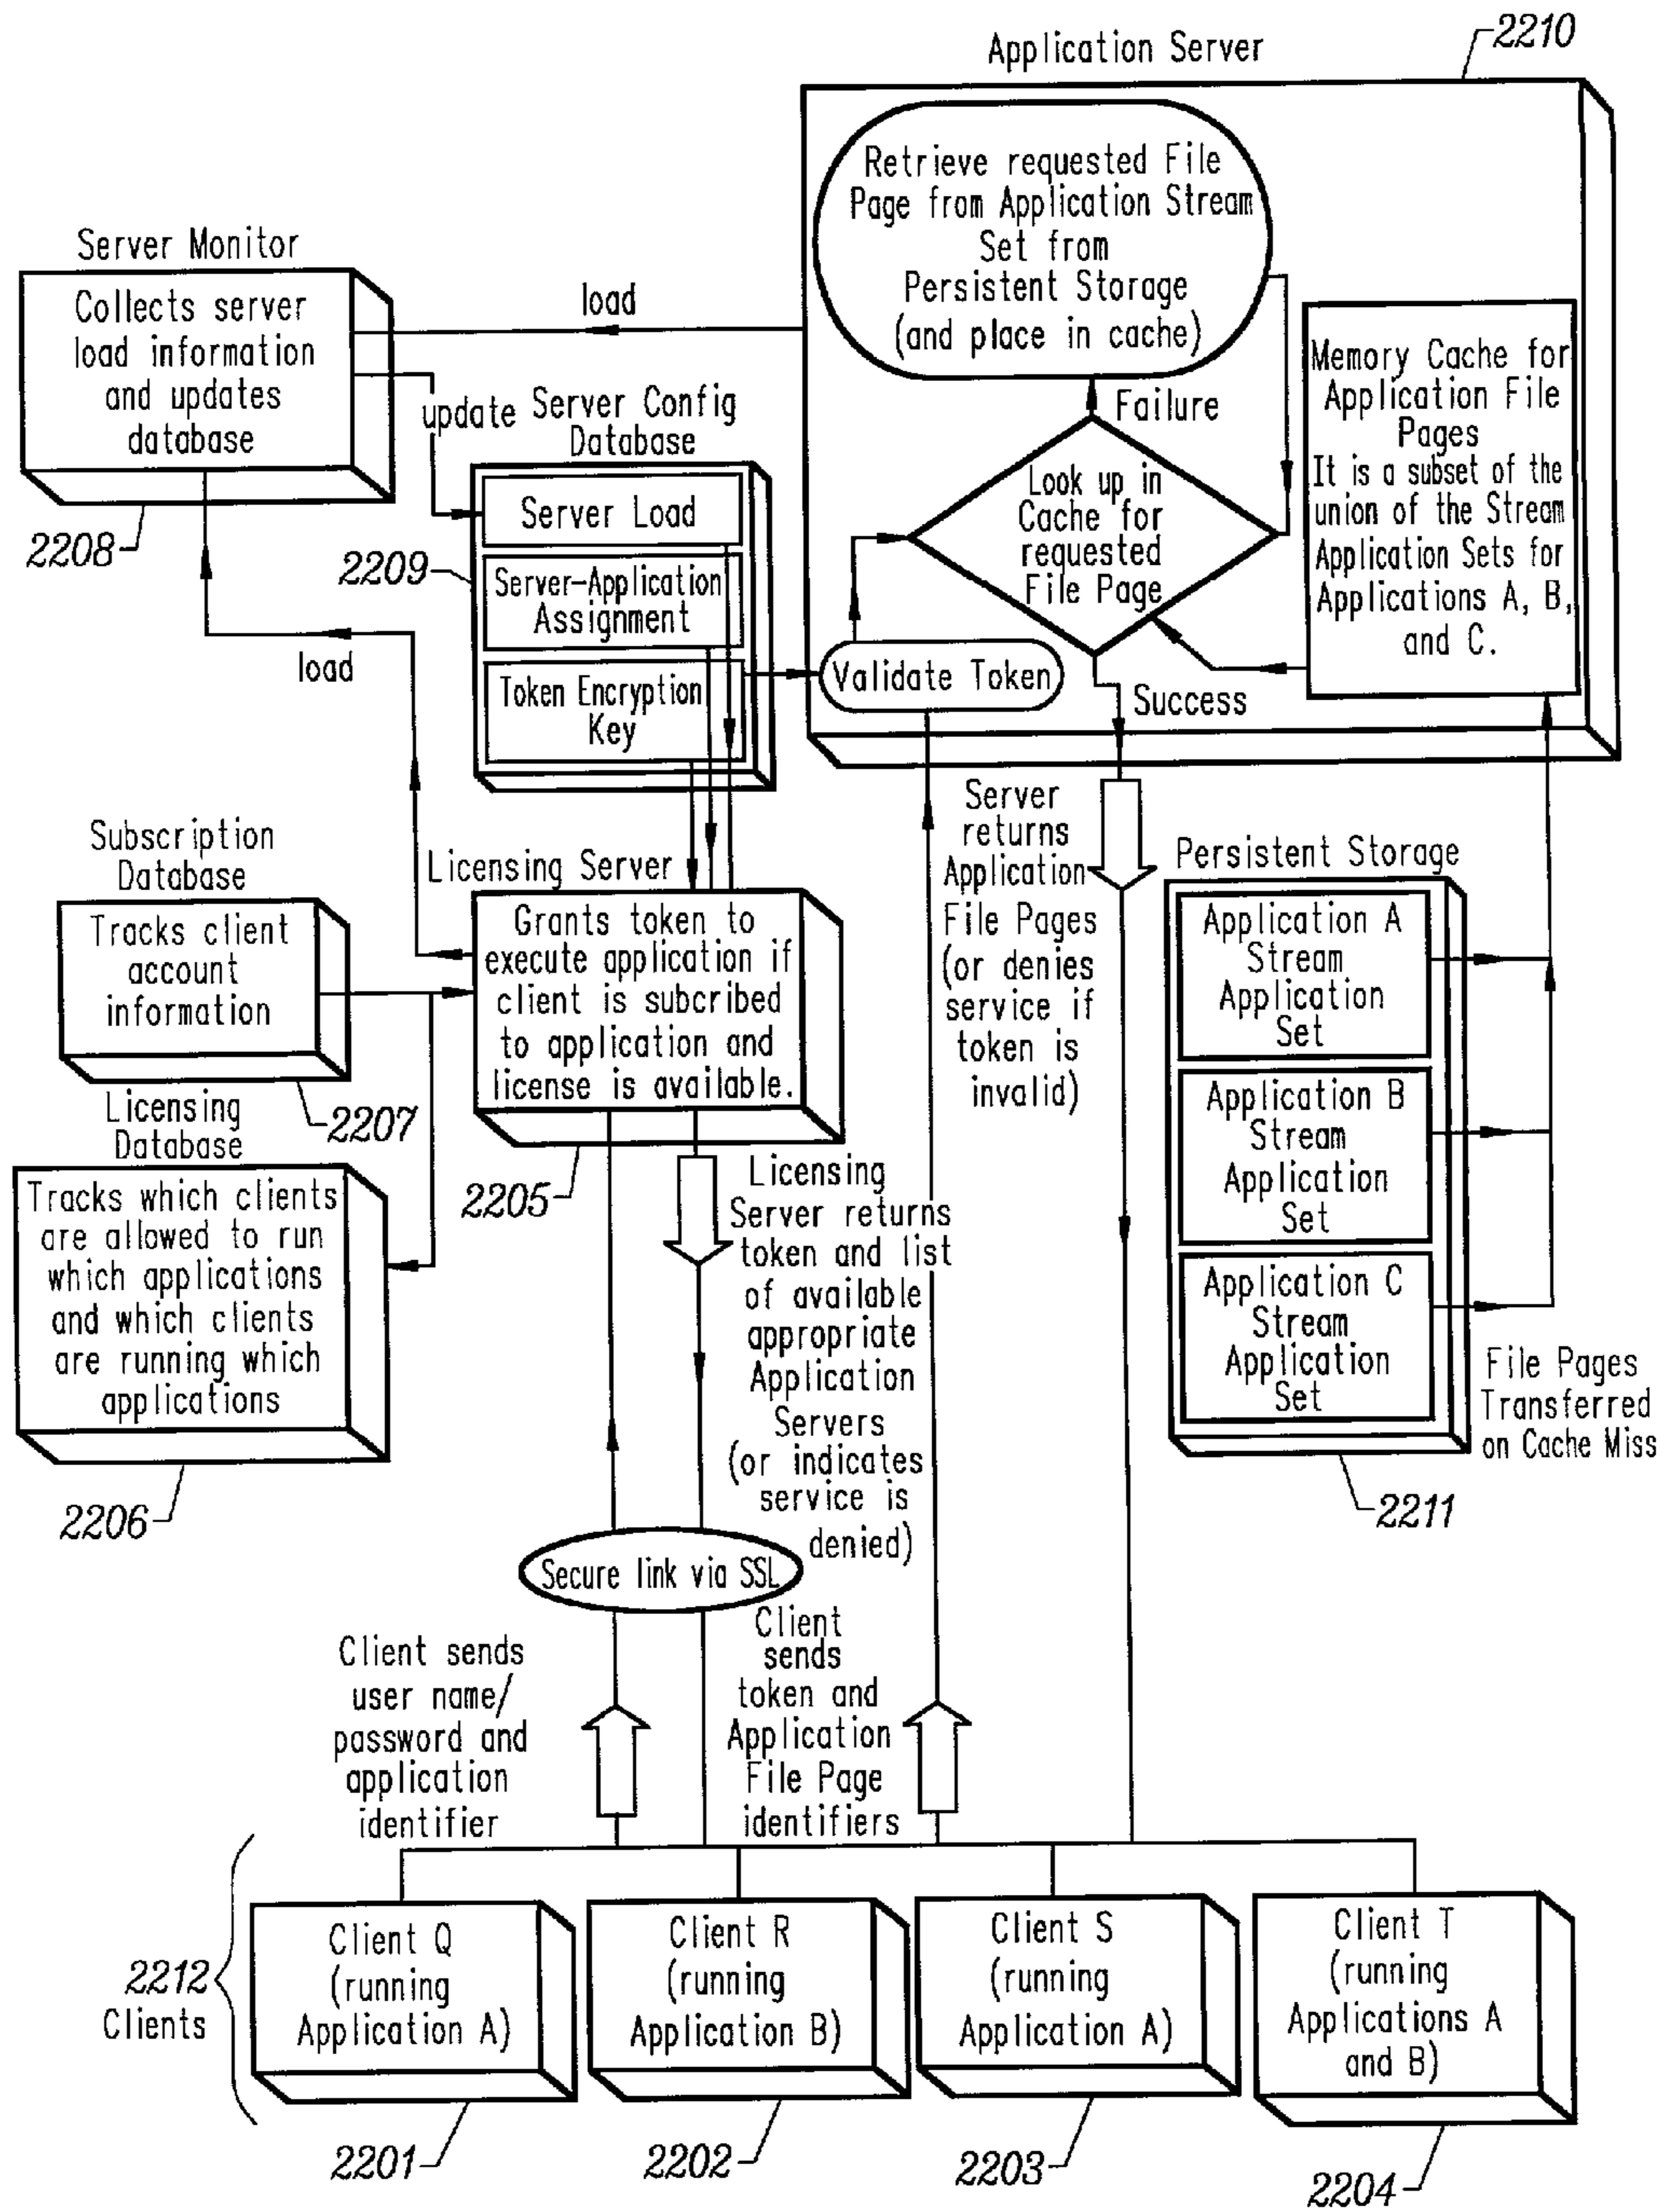 Application Server
2210
Retrieve requested File
Page from Application Stream
Set from
Persistent Storage
(and place in cache)
Server Monitor
Collects server
load information
and updates
database
2208
load
update
Server Config
Database
Server Load
2209
Server-Application
Assignment
Token Encryption
Key
load
Failure
Look up in
Cache for
requested
File Page
Memory Cache for
Application File
Pages
It is a subset of the
union of the Stream
Application Sets for
Applications A, B,
and C.
Validate Token
Success
Subscription
Database
Tracks client
account
information
2207
Licensing Server
Grants token to
execute application if
client is subcribed
to application and
license is available.
2205
Server
returns
Application
File Pages
(or denies
service if
token is
invalid)
Persistent Storage
Application A
Stream
Application
Set
Application B
Stream
Application
Set
Application C
Stream
Application
Set
2211
File Pages
Transferred
on Cache Miss
Licensing
Database
Tracks which clients
are allowed to run
which applications
and which clients
are running which
applications
2206
Licensing
Server returns
token and list
of available
appropriate
Application
Servers
(or indicates
service is
denied)
Secure link via SSL
Client sends
user name/
password and
application
identifier
Client
sends
token and
Application
File Page
identifiers
2212
Clients
Client Q
(running
Application A)
2201
Client R
(running
Application B)
2202
Client S
(running
Application A)
2203
Client T
(running
Applications A
and B)
2204